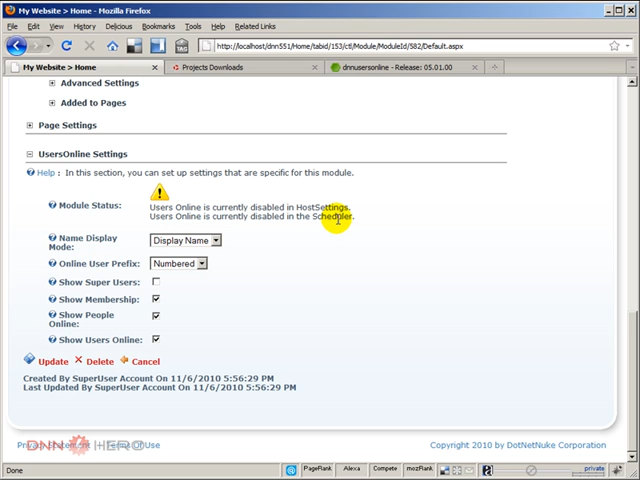 My Website > Home - Mozilla Firefox
File Edit View History Delicious Bookmarks Tools Help Related Links
http://localhost/dnn551/Home/tabid/153/ctl/Module/ModuleId/582/Default.aspx
TAG
My Website > Home
Projects Downloads
dnnusersonline - Release: 05.01.00
Advanced Settings
Added to Pages
Page Settings
UsersOnline Settings
Help : In this section, you can set up settings that are specific for this module.
Module Status:
Users Online is currently disabled in HostSettings.
Users Online is currently disabled in the Scheduler.
Name Display Mode:
Display Name
Online User Prefix:
Numbered
Show Super Users:
Show Membership:
Show People Online:
Show Users Online:
Update Delete Cancel
Created By SuperUser Account On 11/6/2010 5:56:29 PM
Last Updated By SuperUser Account On 11/6/2010 5:56:29 PM
DNN HERO
Privacy Statement Terms Of Use
Copyright 2010 by DotNetNuke Corporation
Done
PageRank Alexa Compete mozRank
private